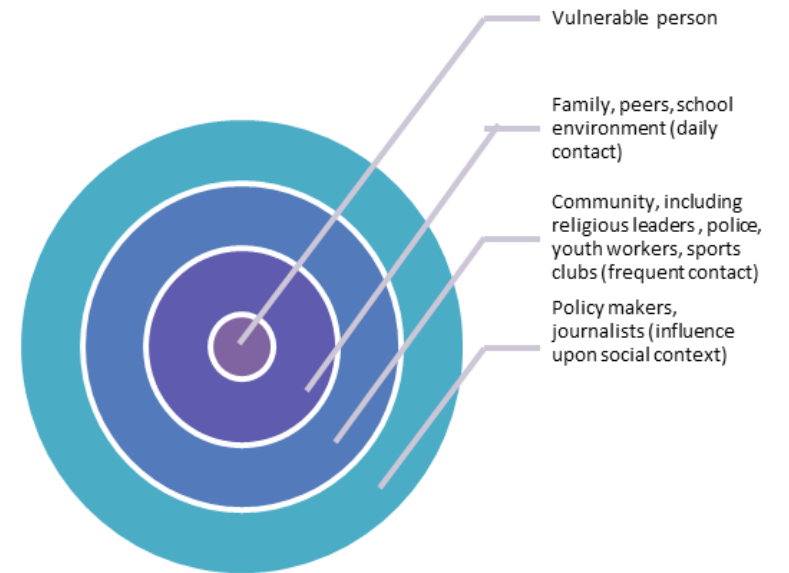 Vulnerable person
Family, peers, school
environment (daily
contact)
Community, including
religious leaders , police,
youth workers, sports
clubs (frequent contact)
Policy makers,
journalists (influence
upon social context)